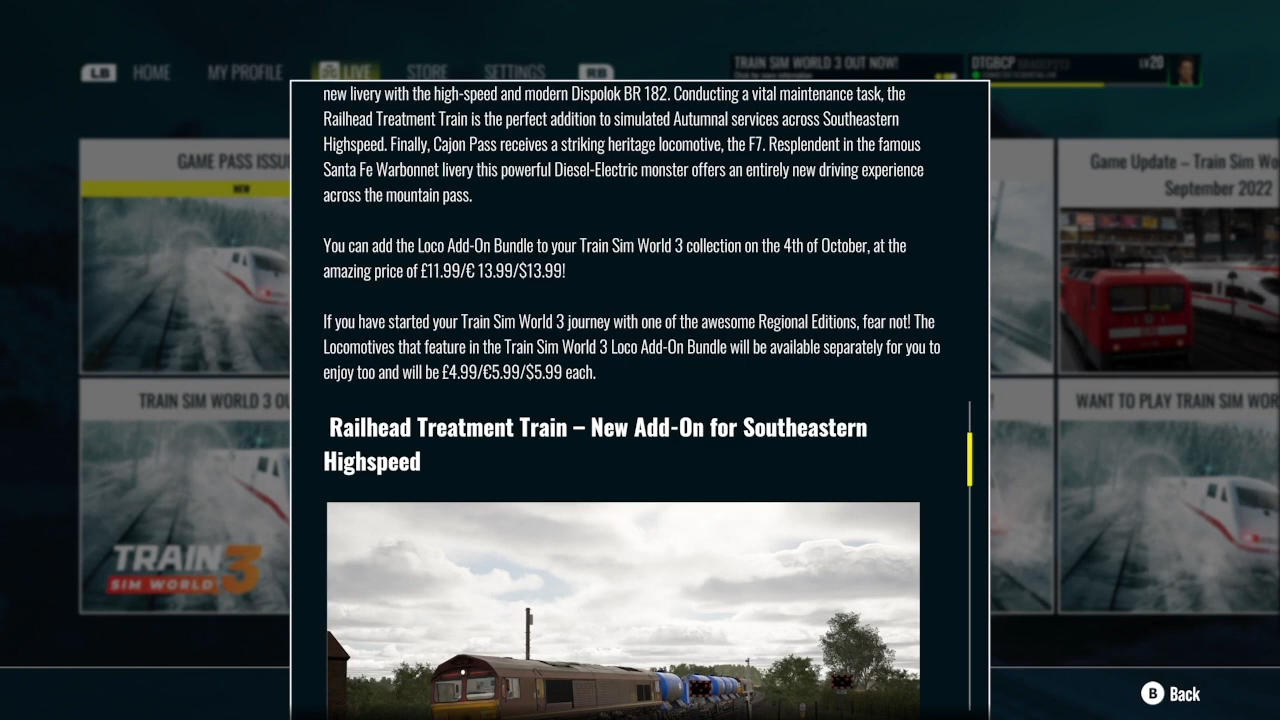 LB HOME MY PROFILE LIVE STORE SETTINGS RB
TRAIN SIM WORLD 3 OUT NOW!
DTGBCP
LV 20
GAME PASS ISSU
NEW
TRAIN SIM WORLD 3 OU
TRAIN 3
SIM WORLD
new livery with the high-speed and modern Dispolok BR 182. Conducting a vital maintenance task, the
Railhead Treatment Train is the perfect addition to simulated Autumnal services across Southeastern
Highspeed. Finally, Cajon Pass receives a striking heritage locomotive, the F7. Resplendent in the famous
Santa Fe Warbonnet livery this powerful Diesel-Electric monster offers an entirely new driving experience
across the mountain pass.
You can add the Loco Add-On Bundle to your Train Sim World 3 collection on the 4th of October, at the
amazing price of £11.99/€ 13.99/$13.99!
If you have started your Train Sim World 3 journey with one of the awesome Regional Editions, fear not! The
Locomotives that feature in the Train Sim World 3 Loco Add-On Bundle will be available separately for you to
enjoy too and will be £4.99/€5.99/$5.99 each.
Railhead Treatment Train – New Add-On for Southeastern
Highspeed
Game Update – Train Sim Wo
September 2022
WANT TO PLAY TRAIN SIM WOR
B Back